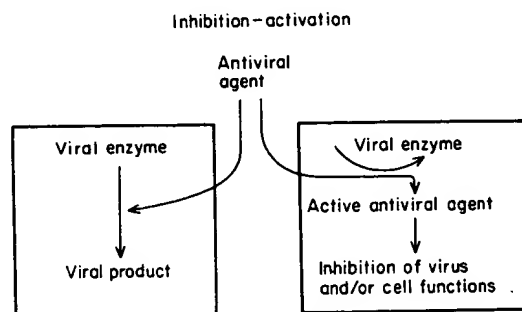 Inhibition-activation
Antiviral
agent
Viral enzyme
Viral product
Viral enzyme
Active antiviral agent
Inhibition of virus
and/or cell functions .